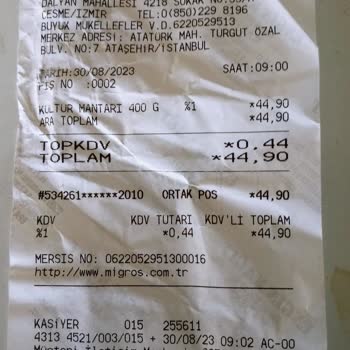 DALYAN MAHALLESİ 4218 SOKAK NO:
ÇEŞME/İZMİR TEL:0(850)229 8196
BÜYÜK MÜKELLEFLER V.D.6220529513
MERKEZ ADRESİ: ATATÜRK MAH. TURGUT ÖZAL
BULV. NO:7 ATAŞEHİR/İSTANBUL
TARİH:30/08/2023 SAAT:09:00
FİŞ NO :0002
KÜLTÜR MANTARI 400 G %1 *44,90
ARA TOPLAM *44,90
TOPKDV *0,44
TOPLAM *44,90
#534261******2010 ORTAK POS *44,90
KDV KDV TUTARI KDV'Lİ TOPLAM
%1 *0,44 *44,90
MERSİS NO: 0622052951300016
http://www.migros.com.tr
KASİYER 015 255611
4313 4521/003/015 + 30/08/23 09:02 AC-00